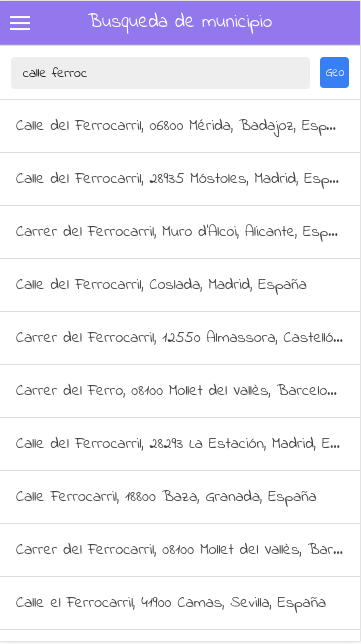 Busqueda de municipio
calle ferroc
Geo
Calle del Ferrocarril, 06800 Mérida, Badajoz, Esp...
Calle del Ferrocarril, 28935 Móstoles, Madrid, Esp...
Carrer del Ferrocarril, Muro d'Alcoi, Alicante, Esp...
Calle del Ferrocarril, Coslada, Madrid, España
Carrer del Ferrocarril, 12550 Almassora, Castelló...
Carrer del Ferro, 08100 Mollet del Vallès, Barcelo...
Calle del Ferrocarril, 28293 La Estación, Madrid, E...
Calle Ferrocarril, 18800 Baza, Granada, España
Carrer del Ferrocarril, 08100 Mollet del Vallès, Bar...
Calle el Ferrocarril, 41900 Camas, Sevilla, España